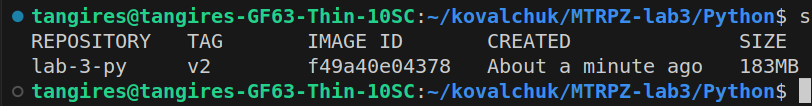 tangires@tangires-GF63-Thin-10SC:~/kovalchuk/MTRPZ-lab3/Python$ s
REPOSITORY TAG IMAGE ID CREATED SIZE
lab-3-py v2 f49a40e04378 About a minute ago 183MB
tangires@tangires-GF63-Thin-10SC:~/kovalchuk/MTRPZ-lab3/Python$